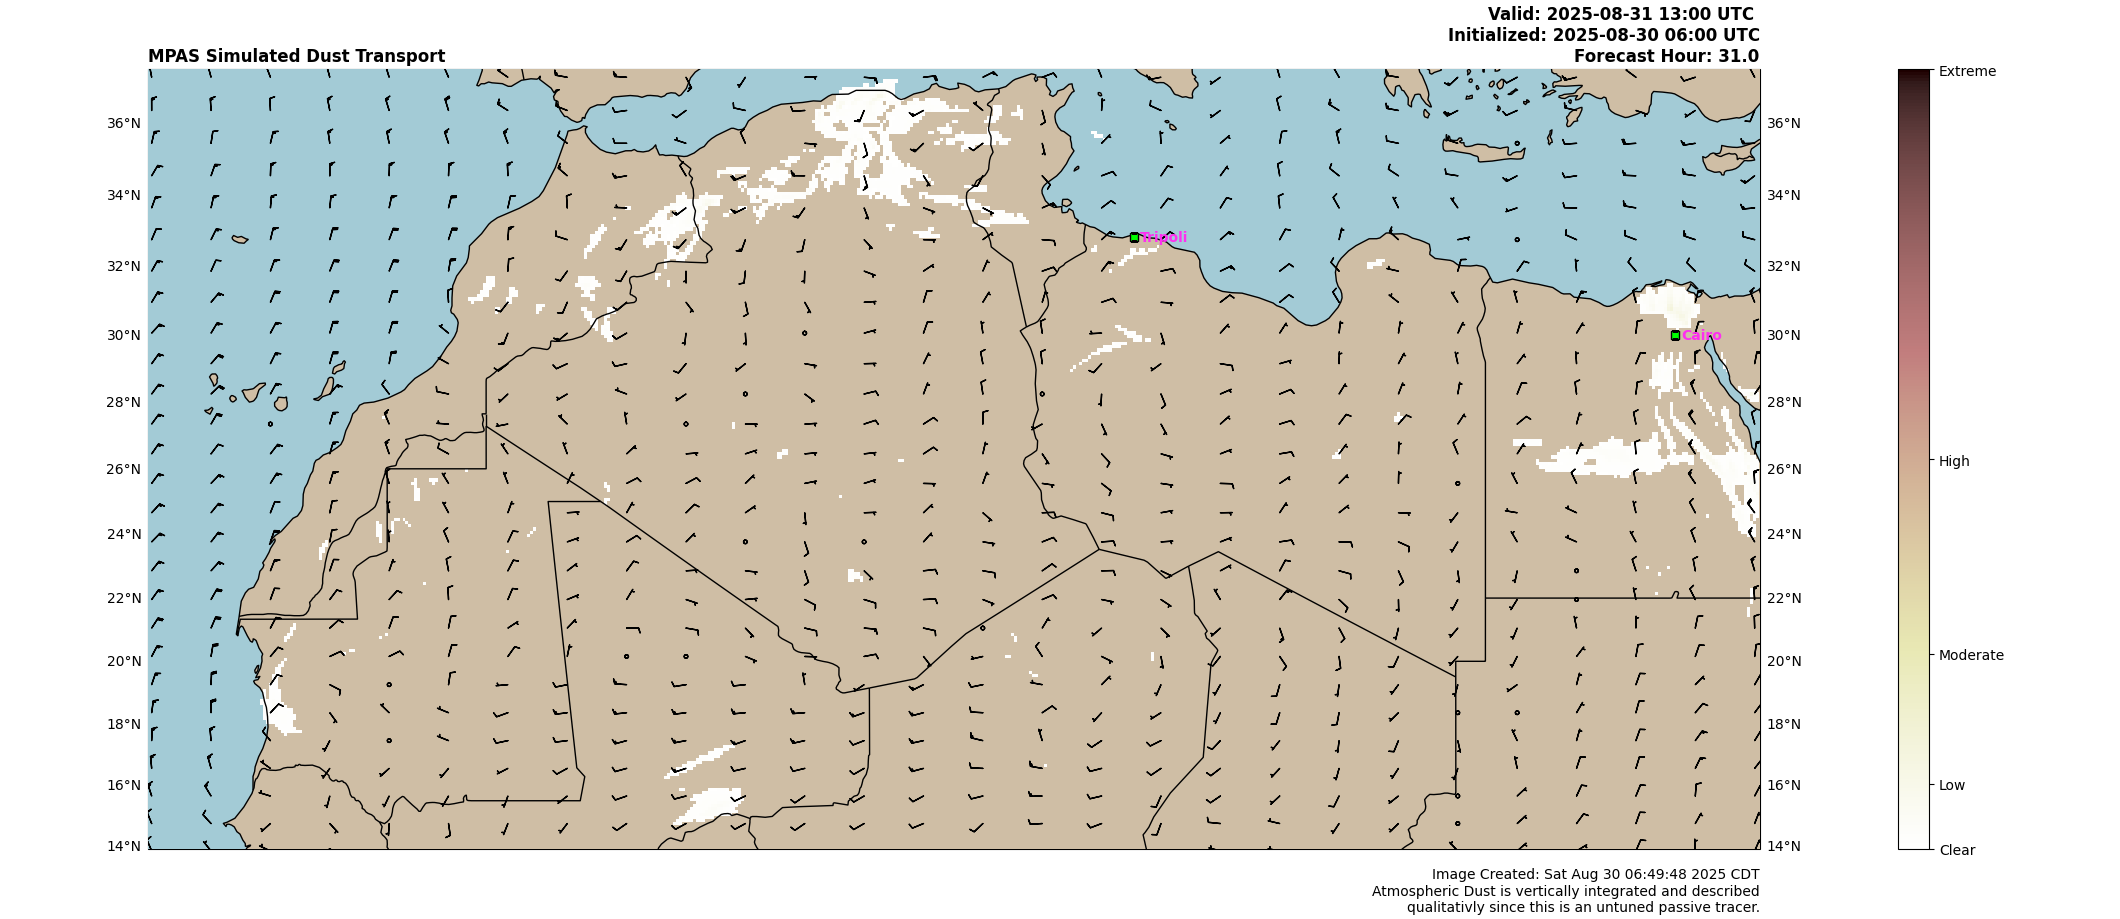 Valid: 2025-08-31 13:00 UTC
Initialized: 2025-08-30 06:00 UTC
MPAS Simulated Dust Transport
Forecast Hour: 31.0
Extreme
36°N
36°N
34°N
34°N
Tripoli
32°N
32°N
30°N
Cairo
30°N
28°N
28°N
High
26°N
26°N
24°N
24°N
22°N
22°N
20°N
20°N
Moderate
18°N
18°N
16°N
16°N
Low
14°N
14°N
Clear
Image Created: Sat Aug 30 06:49:48 2025 CDT
Atmospheric Dust is vertically integrated and described
qualitativly since this is an untuned passive tracer.